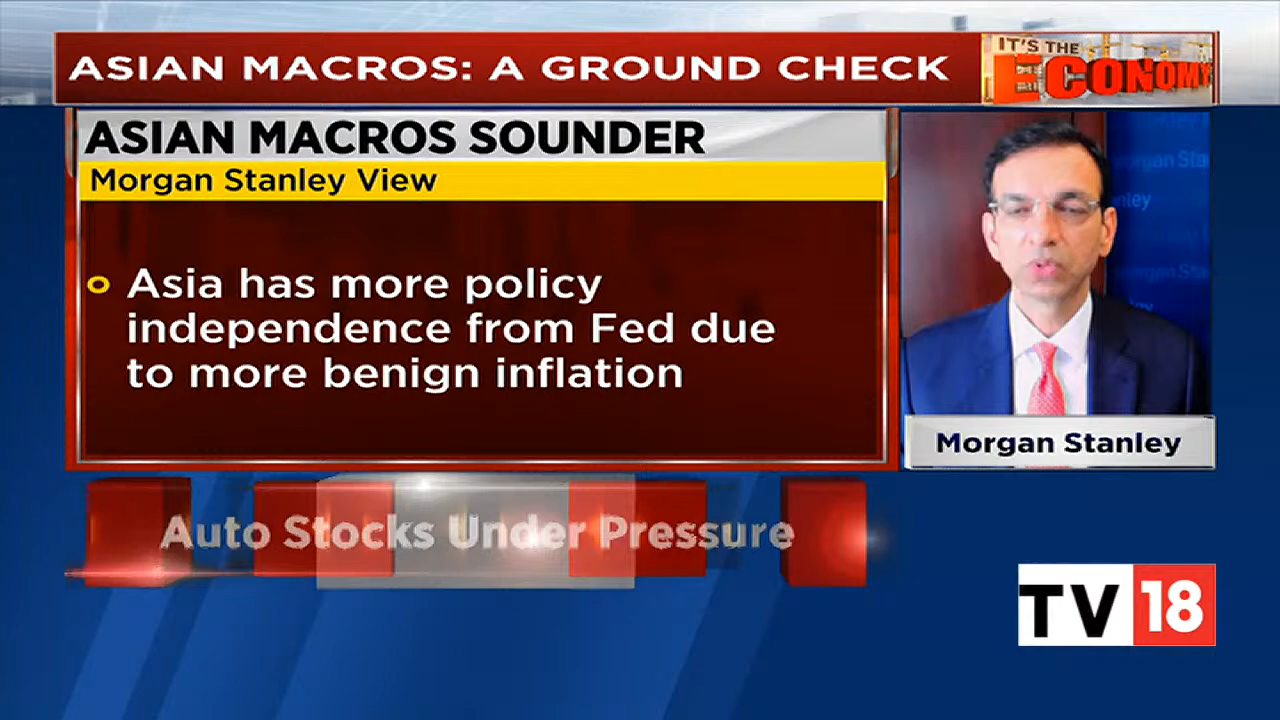 ASIAN MACROS: A GROUND CHECK
IT'S THE
ECONOMY
ASIAN MACROS SOUNDER
Morgan Stanley View
Asia has more policy
independence from Fed due
to more benign inflation
Morgan Stanley
Auto Stocks Under Pressure
TV18